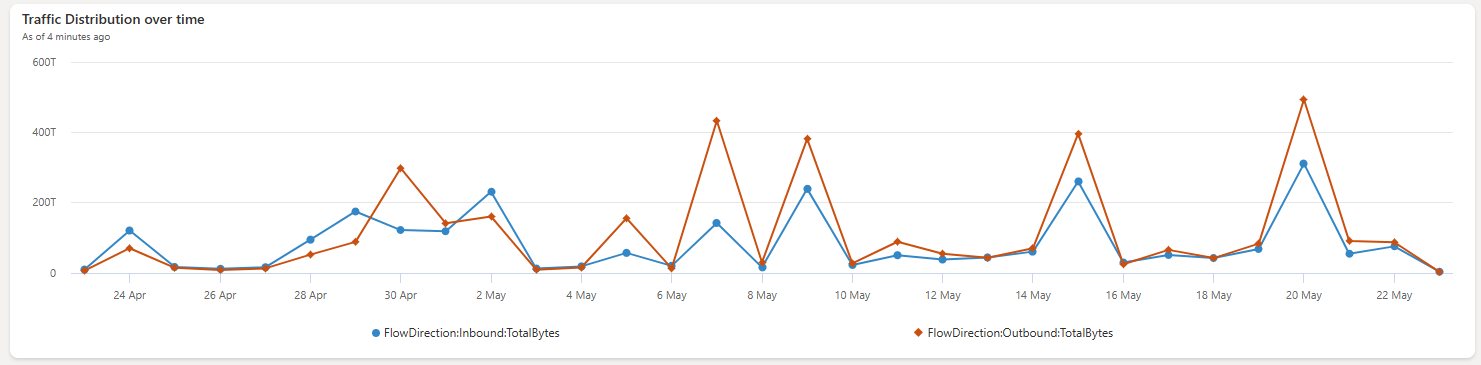 Traffic Distribution over time
As of 4 minutes ago
600T
400T
200T
0
24 Apr 26 Apr 28 Apr 30 Apr 2 May 4 May 6 May 8 May 10 May 12 May 14 May 16 May 18 May 20 May 22 May
FlowDirection:Inbound:TotalBytes FlowDirection:Outbound:TotalBytes